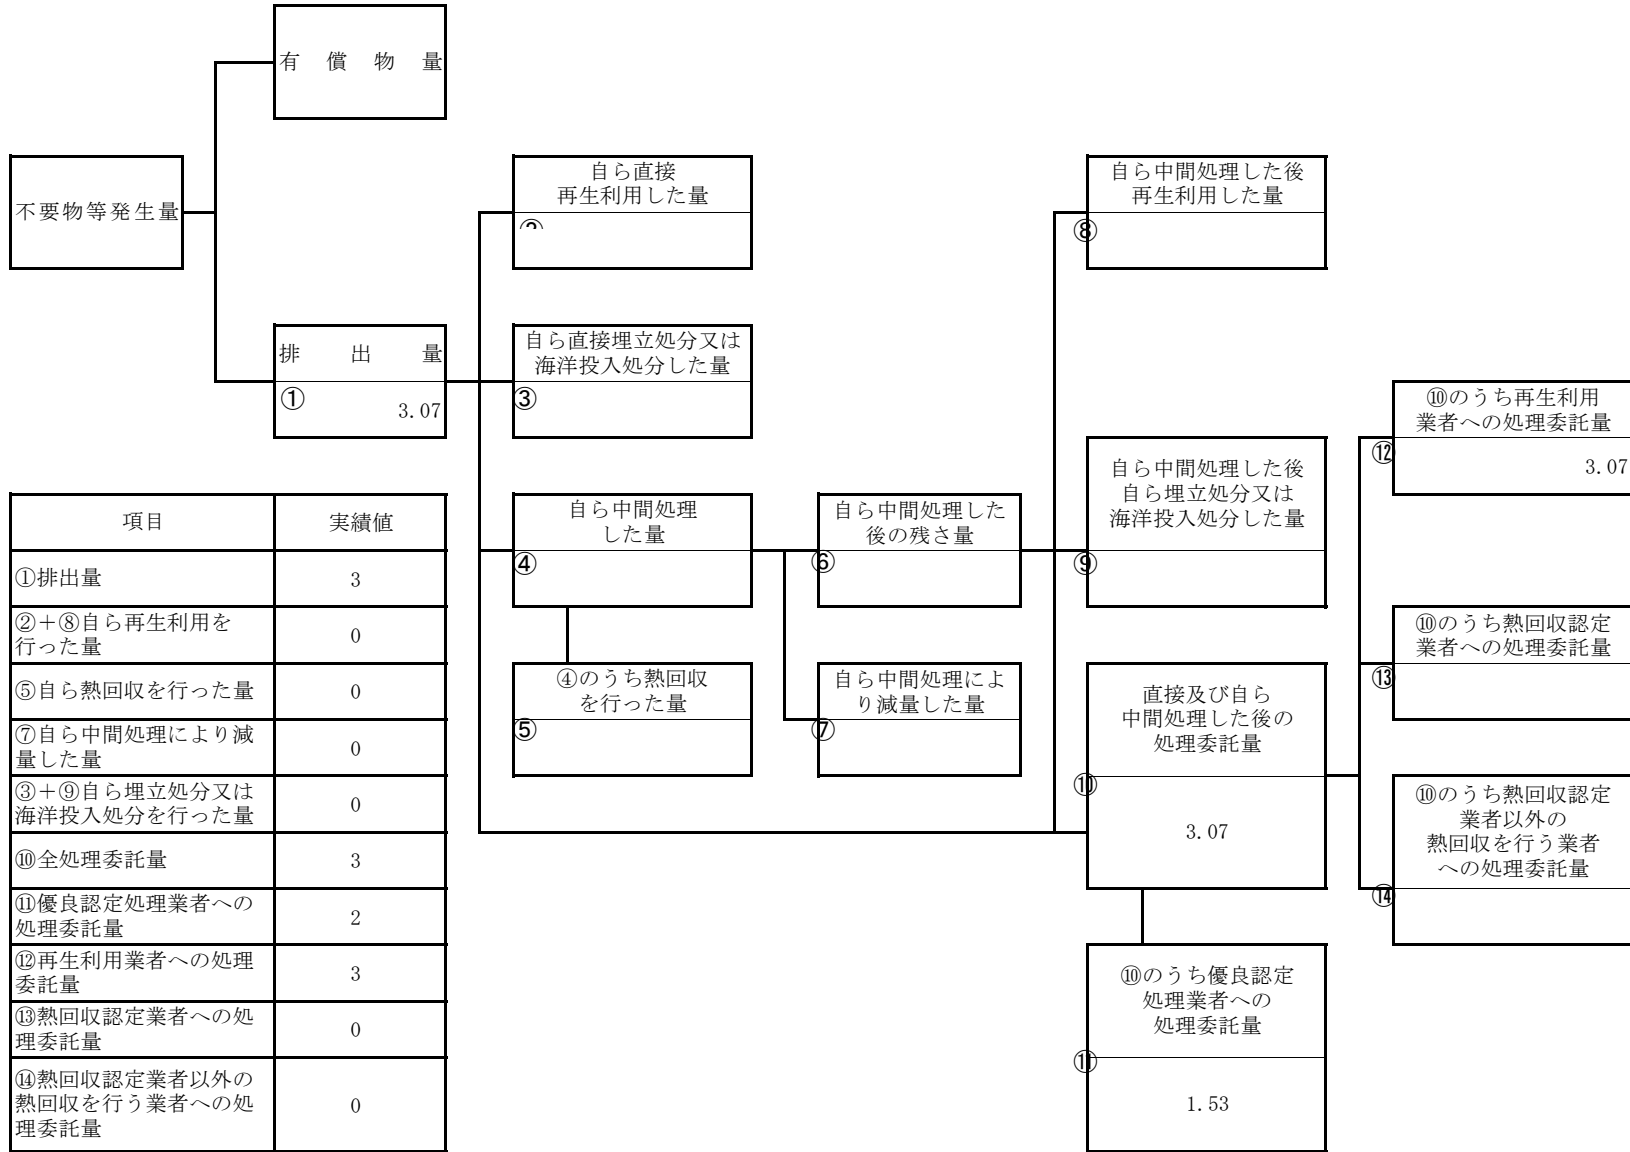 有償物量
不要物等発生量
自ら直接
再生利用した量
②
自ら中間処理した後
再生利用した量
⑧
排出量
①
3.07
自ら直接埋立処分又は
海洋投入処分した量
③
⑩のうち再生利用
業者への処理委託量
⑫
3.07
自ら中間処理
した量
④
自ら中間処理した
後の残さ量
⑥
自ら中間処理した後
自ら埋立処分又は
海洋投入処分した量
⑨
⑩のうち熱回収認定
業者への処理委託量
⑬
④のうち熱回収
を行った量
⑤
自ら中間処理によ
り減量した量
⑦
直接及び自ら
中間処理した後の
処理委託量
⑩
3.07
⑩のうち熱回収認定
業者以外の
熱回収を行う業者
への処理委託量
⑭
⑩のうち優良認定
処理業者への
処理委託量
⑪
1.53
項目 実績値
①排出量 3
②+⑧自ら再生利用を
行った量 0
⑤自ら熱回収を行った量 0
⑦自ら中間処理により減
量した量 0
③+⑨自ら埋立処分又は
海洋投入処分を行った量 0
⑩全処理委託量 3
⑪優良認定処理業者への
処理委託量 2
⑫再生利用業者への処理
委託量 3
⑬熱回収認定業者への処
理委託量 0
⑭熱回収認定業者以外の
熱回収を行う業者への処
理委託量 0